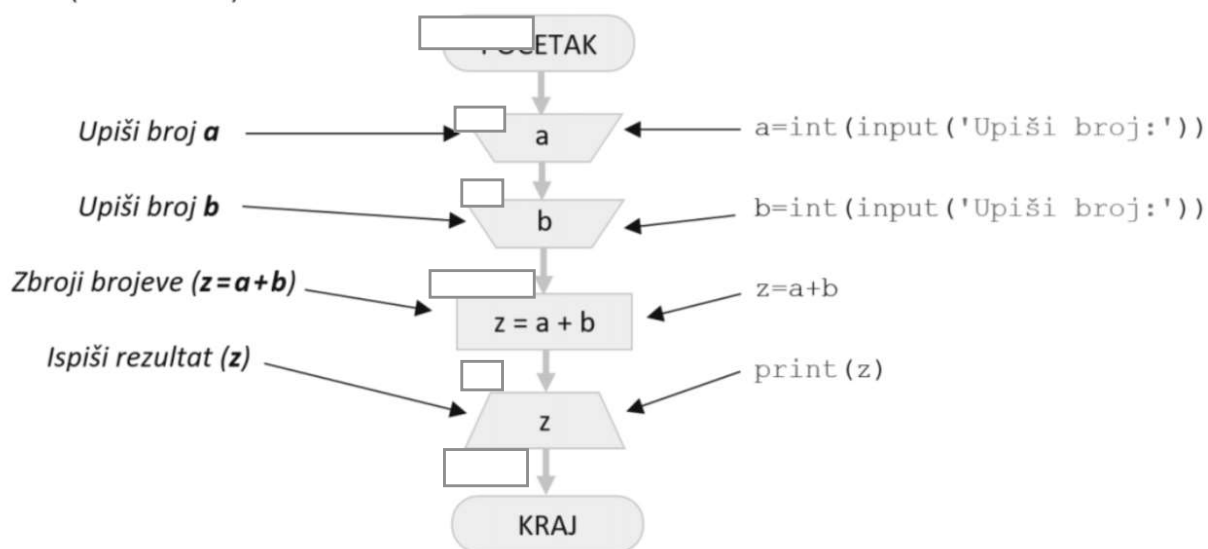 Upiši broj a
a
a=int(input('Upiši broj:'))
Upiši broj b
b
b=int(input('Upiši broj:'))
Zbroji brojeve (z=a+b)
z = a + b
z=a+b
Ispiši rezultat (z)
z
print(z)
KRAJ